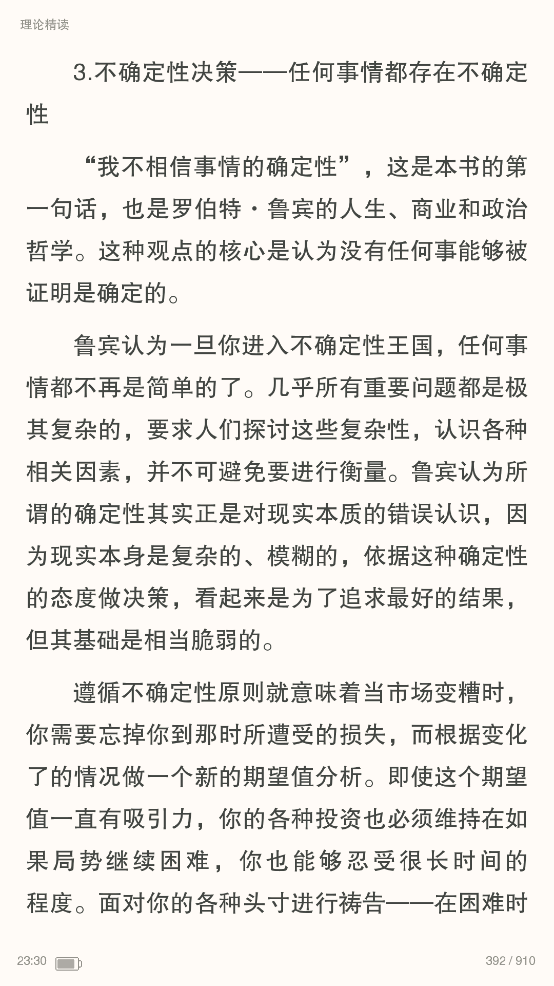 理论精读
3.不确定性决策——任何事情都存在不确定
性
“我不相信事情的确定性”，这是本书的第
一句话，也是罗伯特·鲁宾的人生、商业和政治
哲学。这种观点的核心是认为没有任何事能够被
证明是确定的。
鲁宾认为一旦你进入不确定性王国，任何事
情都不再是简单的了。几乎所有重要问题都是极
其复杂的，要求人们探讨这些复杂性，认识各种
相关因素，并不可避免要进行衡量。鲁宾认为所
谓的确定性其实正是对现实本质的错误认识，因
为现实本身是复杂的、模糊的，依据这种确定性
的态度做决策，看起来是为了追求最好的结果，
但其基础是相当脆弱的。
遵循不确定性原则就意味着当市场变糟时，
你需要忘掉你到那时所遭受的损失，而根据变化
了的情况做一个新的期望值分析。即使这个期望
值一直有吸引力，你的各种投资也必须维持在如
果局势继续困难，你也能够忍受很长时间的
程度。面对你的各种头寸进行祷告——在困难时
23:30
392 / 910